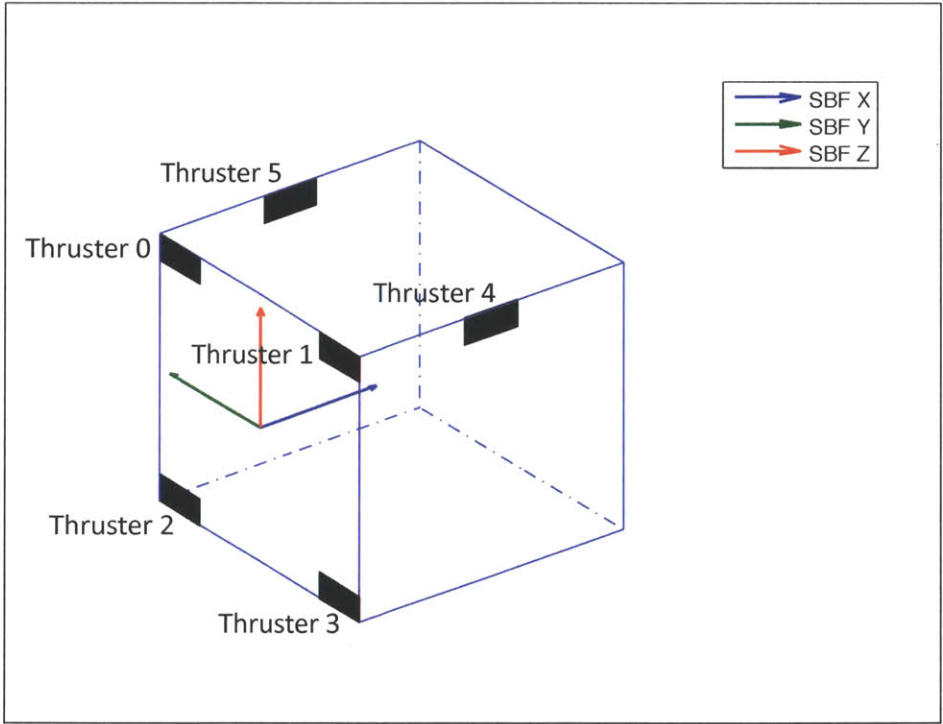 SBF X
SBF Y
SBF Z
Thruster 5
Thruster 0
Thruster 4
Thruster 1
Thruster 2
Thruster 3